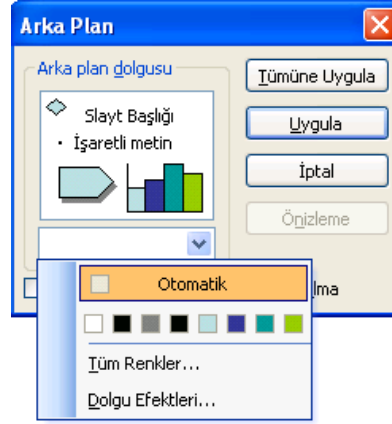 Arka Plan
Arka plan dolgusu
Slayt Başlığı
• İşaretli metin
Tümüne Uygula
Uygula
İptal
Önizleme
Otomatik
Tüm Renkler...
Dolgu Efektleri...